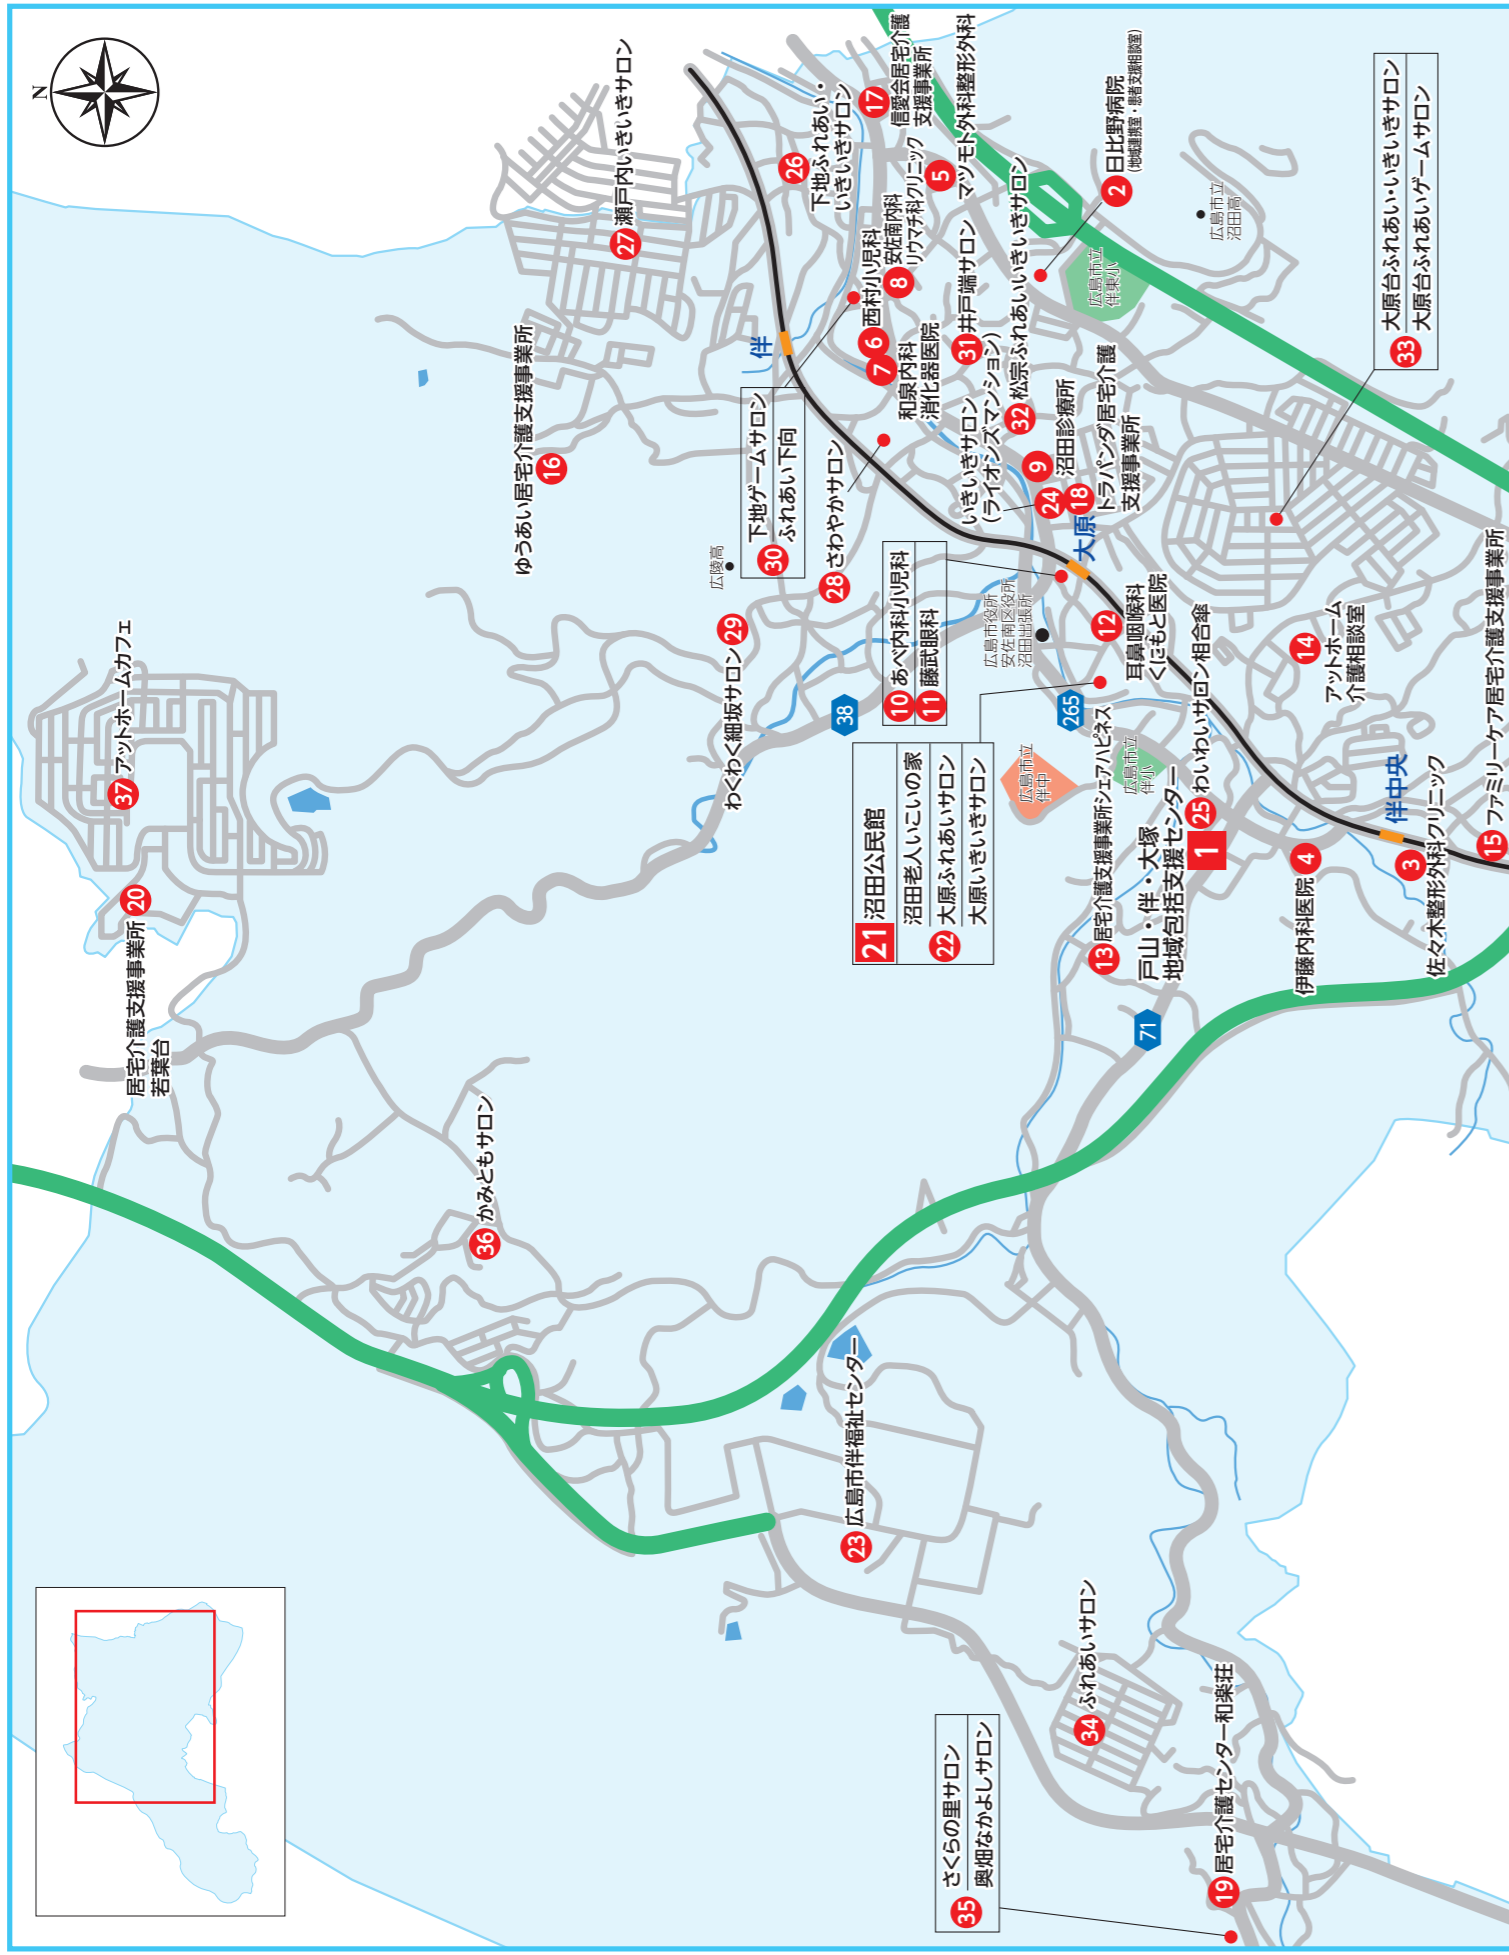 N
37 アットホームカフェ
20 居宅介護支援事業所
若葉台
27 瀬戸内いきいきサロン
16 ゆうあい居宅介護支援事業所
36 かみともサロン
26 下地ふれあい・
いきいきサロン
17 信愛会居宅介護
支援事業所
5 マツモト外科整形外科
8 安佐南内科
リウマチ科クリニック
6 西村小児科
7 和泉内科
消化器医院
伴
30 下地ゲームサロン
ふれあい下向
28 さわやかサロン
広陵高
29 わくわく細坂サロン
38
31 井戸端サロン
32 松宗ふれあいいきいきサロン
いきいきサロン
(ライオンズマンション)
24
9 沼田診療所
18 トラパンダ居宅介護
支援事業所
2 日比野病院
(地域連携室・患者支援相談室)
広島市立
沼田高
広島市立
伴東小
大原
10 あべ内科小児科
11 藤武眼科
広島市役所
安佐南区役所
沼田出張所
12 耳鼻咽喉科
くにもと医院
265
21 沼田公民館
22 沼田老人いこいの家
大原ふれあいサロン
大原いきいきサロン
広島市立
伴中
広島市立
伴小
13 居宅介護支援事業所シェアハピネス
1 戸山・伴・大塚
地域包括支援センター
25 わいわいサロン相合傘
71
33 大原台ふれあい・いきいきサロン
大原台ふれあいゲームサロン
14 アットホーム
介護相談室
4 伊藤内科医院
伴中央
3 佐々木整形外科クリニック
15 ファミリーケア居宅介護支援事業所
23 広島市伴福祉センター
34 ふれあいサロン
35 さくらの里サロン
奥畑なかよしサロン
19 居宅介護センター和楽荘